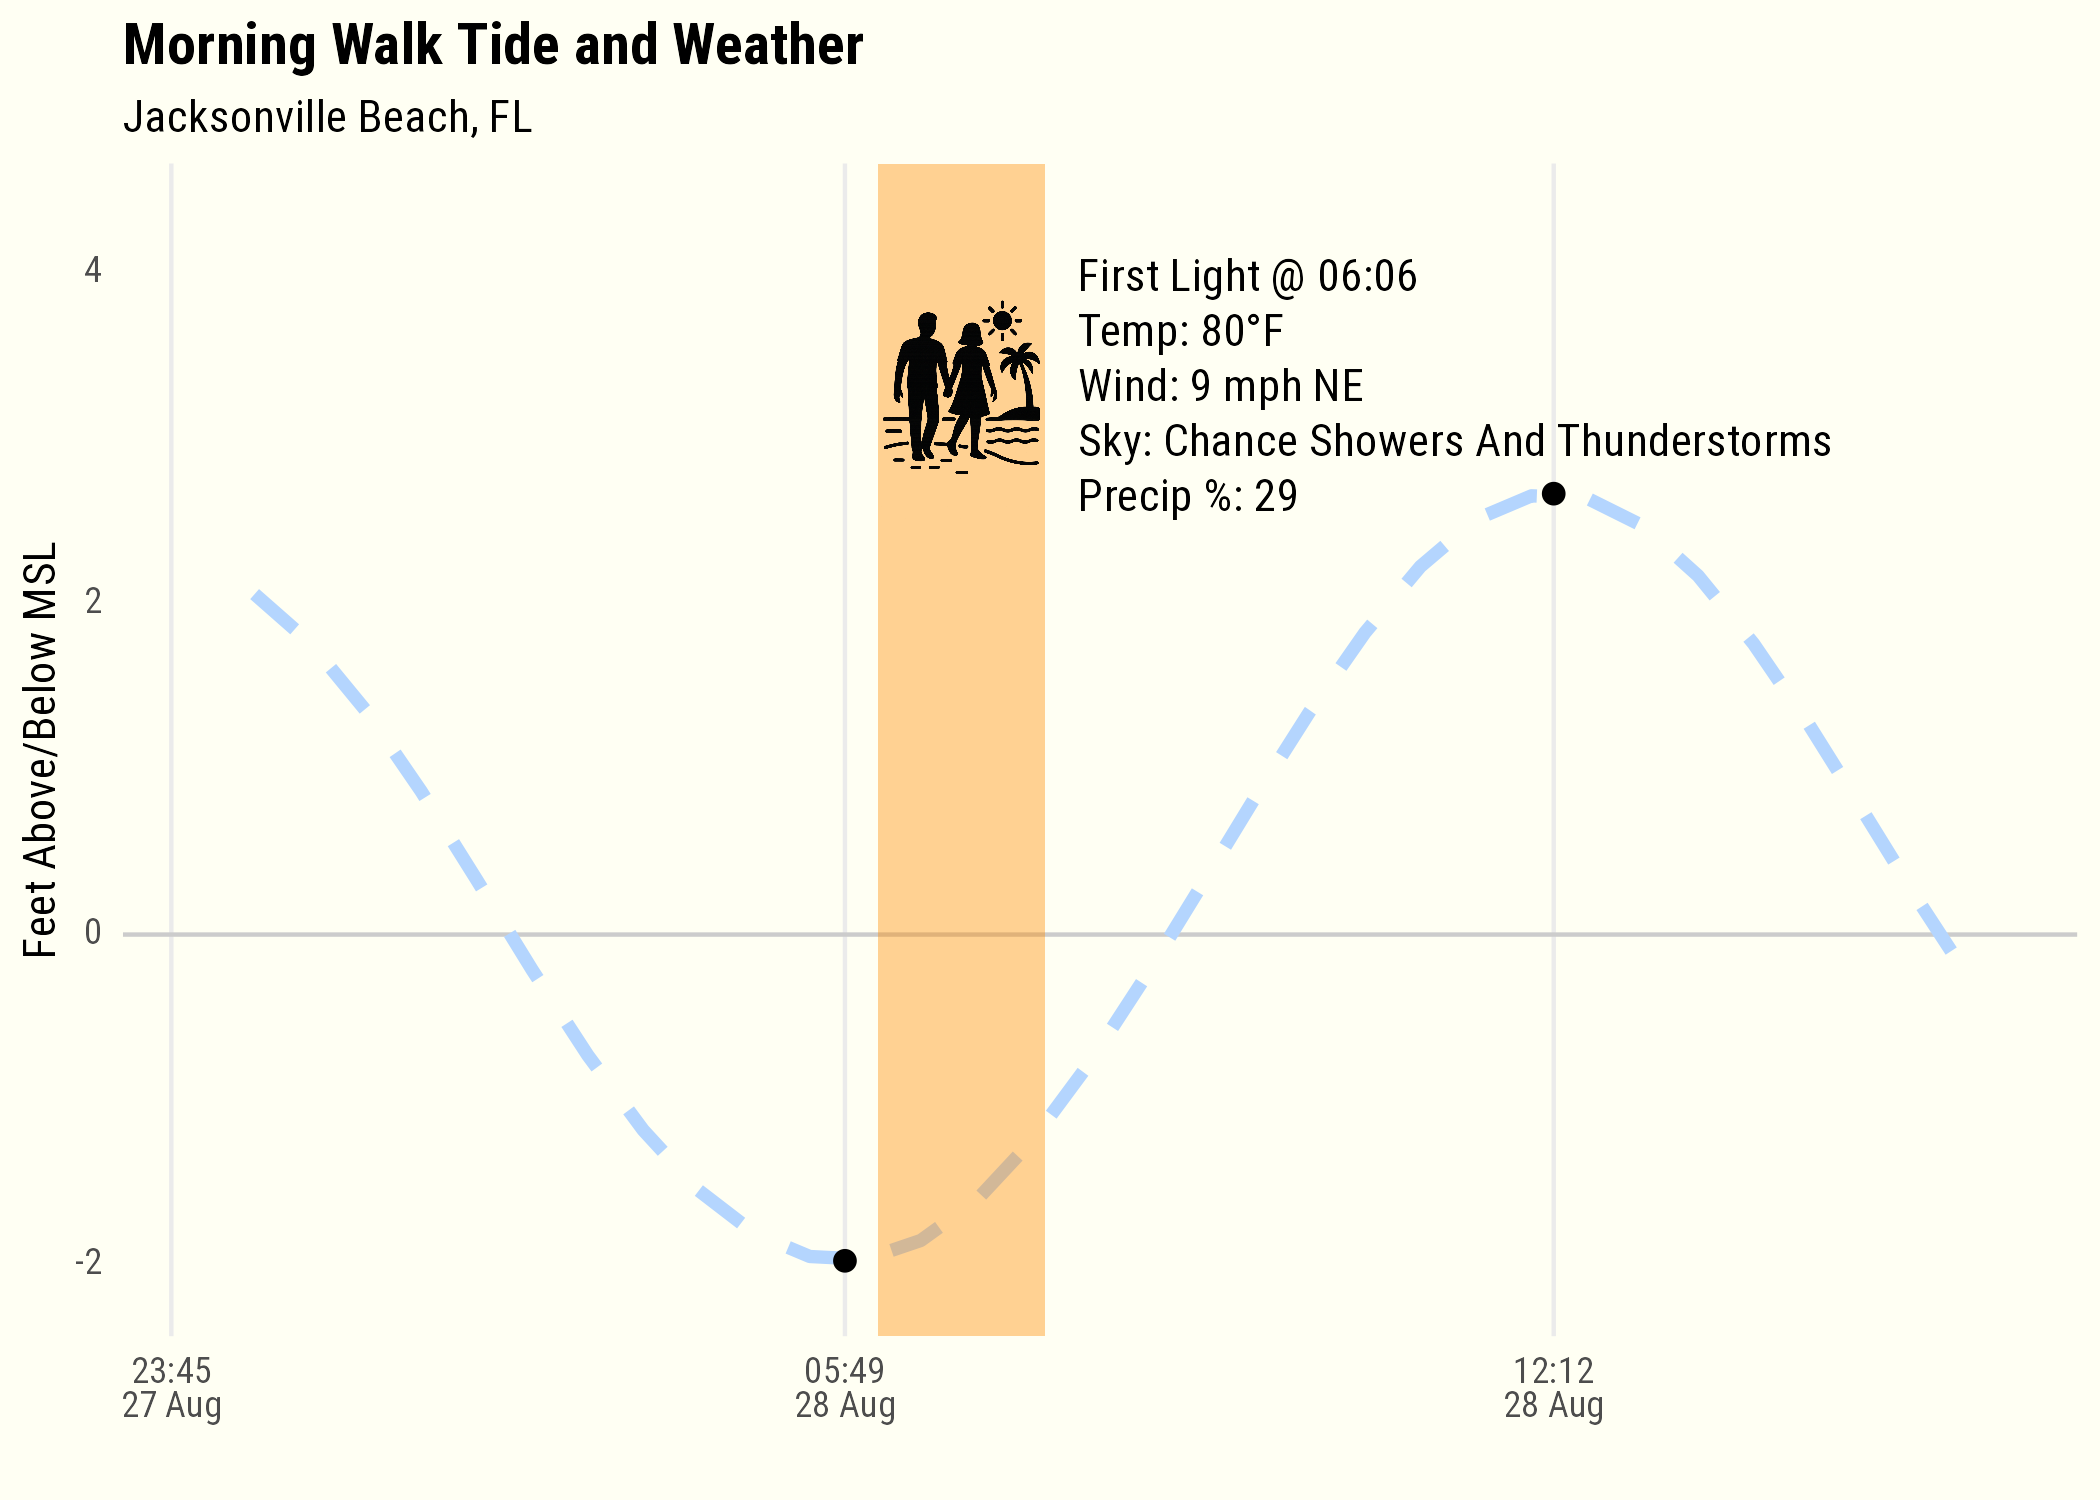 Morning Walk Tide and Weather
Jacksonville Beach, FL
Feet Above/Below MSL
4
2
0
-2
First Light @ 06:06
Temp: 80°F
Wind: 9 mph NE
Sky: Chance Showers And Thunderstorms
Precip %: 29
23:45
27 Aug
05:49
28 Aug
12:12
28 Aug